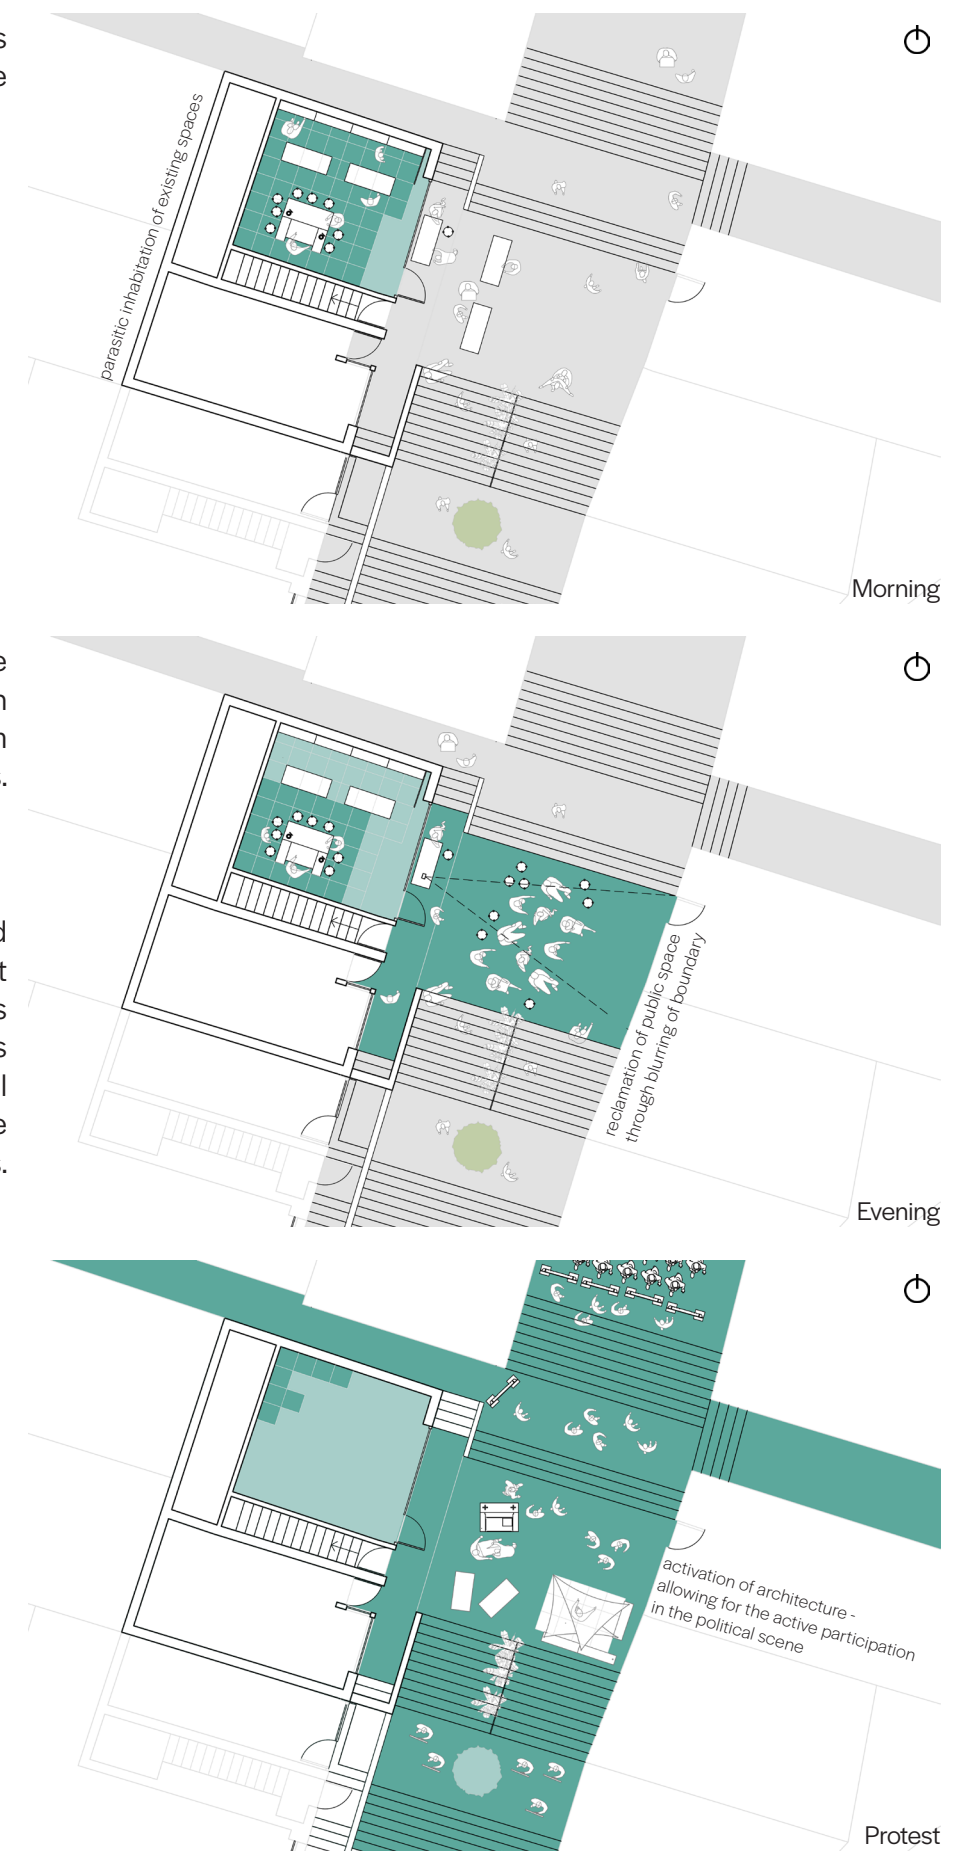 s
e
parasitic inhabitation of existing spaces
Morning
e
n
n
s.
d
t
s
s
l
e
s.
reclamation of public space
through blurring of boundary
Evening
activation of architecture -
allowing for the active participation
in the political scene
Protest